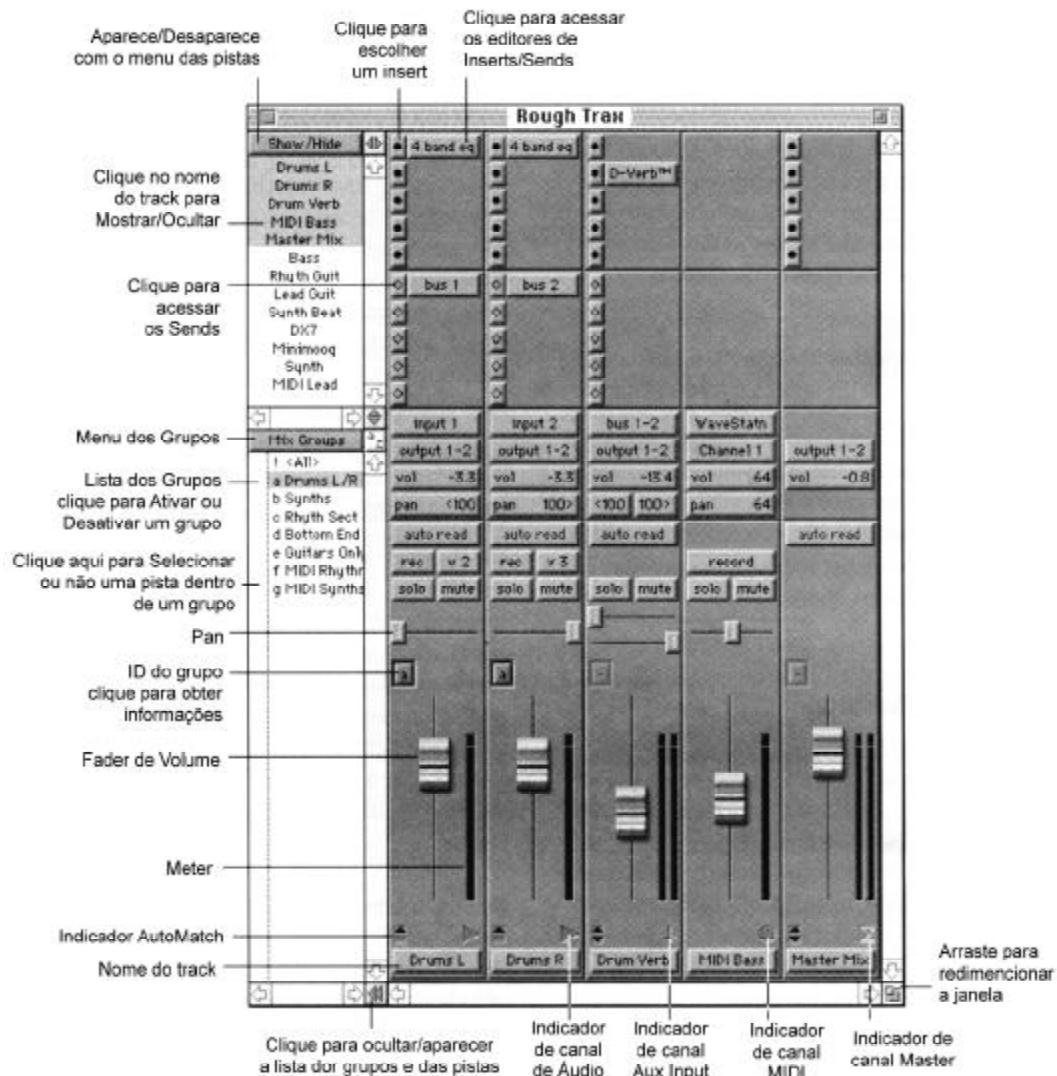 Aparece/Desaparece
com o menu das pistas
Clique para
escolher
um insert
Clique para acessar
os editores de
Inserts/Sends
Rough Trax
Show/Hide
Drums L
Drums R
Drum Verb
MIDI Bass
Master Mix
Bass
Rhyth Guit
Lead Guit
Synth Beat
DX7
Minimoog
Synth
MIDI Lead
4 band eq
4 band eq
D-Verb™
Clique no nome
do track para
Mostrar/Ocultar
Clique para
acessar
os Sends
bus 1
bus 2
Menu dos Grupos
Mix Groups
! <All>
a Drums L/R
b Synths
c Rhyth Sect
d Bottom End
e Guitars Only
f MIDI Rhythr
g MIDI Synths
Lista dos Grupos
clique para Ativar ou
Desativar um grupo
Clique aqui para Selecionar
ou não uma pista dentro
de um grupo
input 1
output 1-2
vol -3.3
pan <100
auto read
rec v 2
solo mute
a
Drums L
input 2
output 1-2
vol -3.3
pan 100>
auto read
rec v 3
solo mute
a
Drums R
bus 1-2
output 1-2
vol -13.4
<100 100>
auto read
solo mute
Drum Verb
WaveStatn
Channel 1
vol 64
pan 64
record
solo mute
MIDI Bass
output 1-2
vol -0.8
auto read
Master Mix
Pan
ID do grupo
clique para obter
informações
Fader de Volume
Meter
Indicador AutoMatch
Nome do track
Arraste para
redimencionar
a janela
Clique para ocultar/aparecer
a lista dor grupos e das pistas
Indicador
de canal
de Audio
Indicador
de canal
Aux Input
Indicador
de canal
MIDI
Indicador de
canal Master